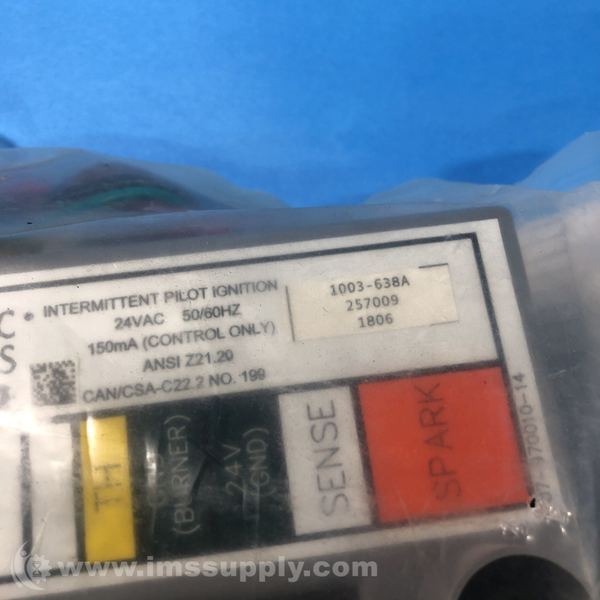 C
S
INTERMITTENT PILOT IGNITION
24VAC 50/60HZ
150mA (CONTROL ONLY)
ANSI Z21.20
CAN/CSA-C22.2 NO. 199
1003-638A
257009
1806
TH
(BURNER)
24V
GND)
SENSE
SPARK
www.imssupply.com